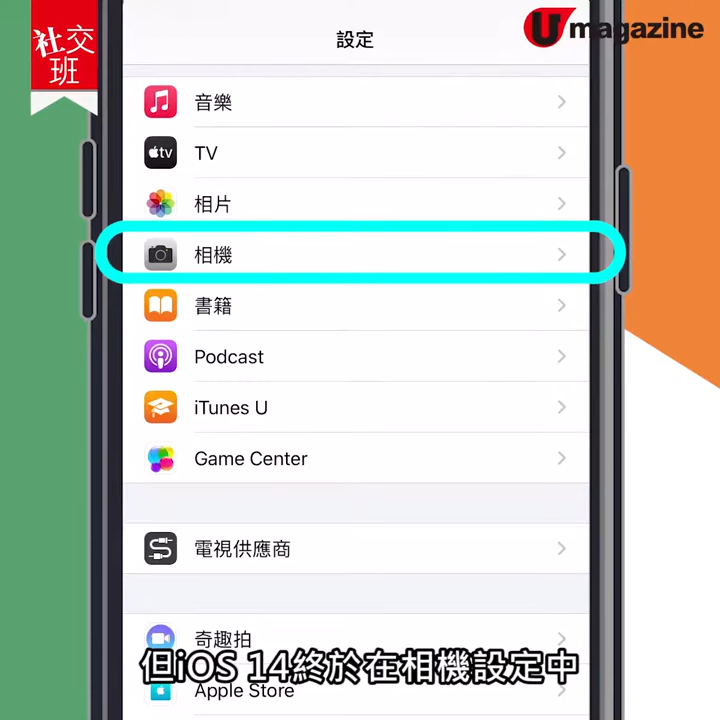 社交班
U magazine
設定
音樂
tv
TV
相片
相機
書籍
Podcast
iTunes U
Game Center
電視供應商
奇趣拍
但iOS 14終於在相機設定中
Apple Store